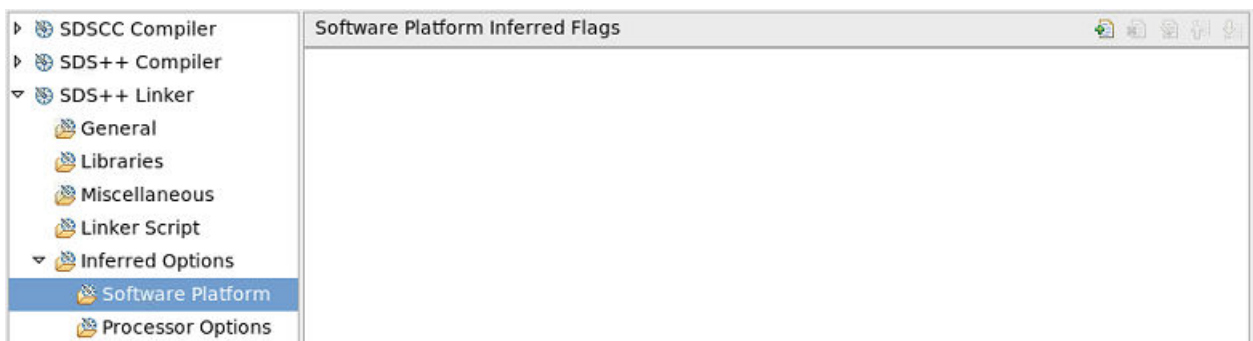 SDSCC Compiler
Software Platform Inferred Flags
SDS++ Compiler
SDS++ Linker
General
Libraries
Miscellaneous
Linker Script
Inferred Options
Software Platform
Processor Options